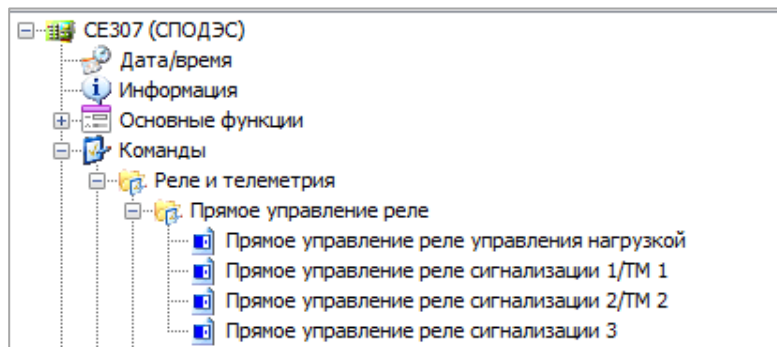 CE307 (СПОДЭС)
Дата/время
Информация
Основные функции
Команды
Реле и телеметрия
Прямое управление реле
Прямое управление реле управления нагрузкой
Прямое управление реле сигнализации 1/ТМ 1
Прямое управление реле сигнализации 2/ТМ 2
Прямое управление реле сигнализации 3